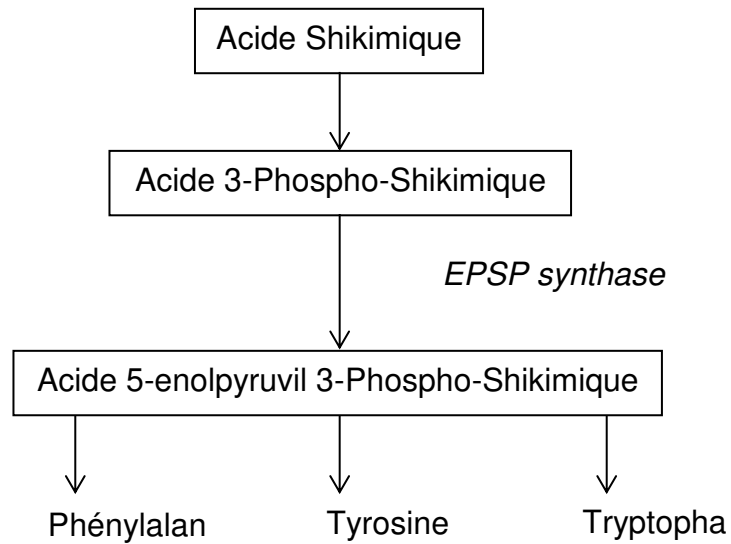 Acide Shikimique
Acide 3-Phospho-Shikimique
EPSP synthase
Acide 5-enolpyruvil 3-Phospho-Shikimique
Phénylalan
Tyrosine
Tryptopha